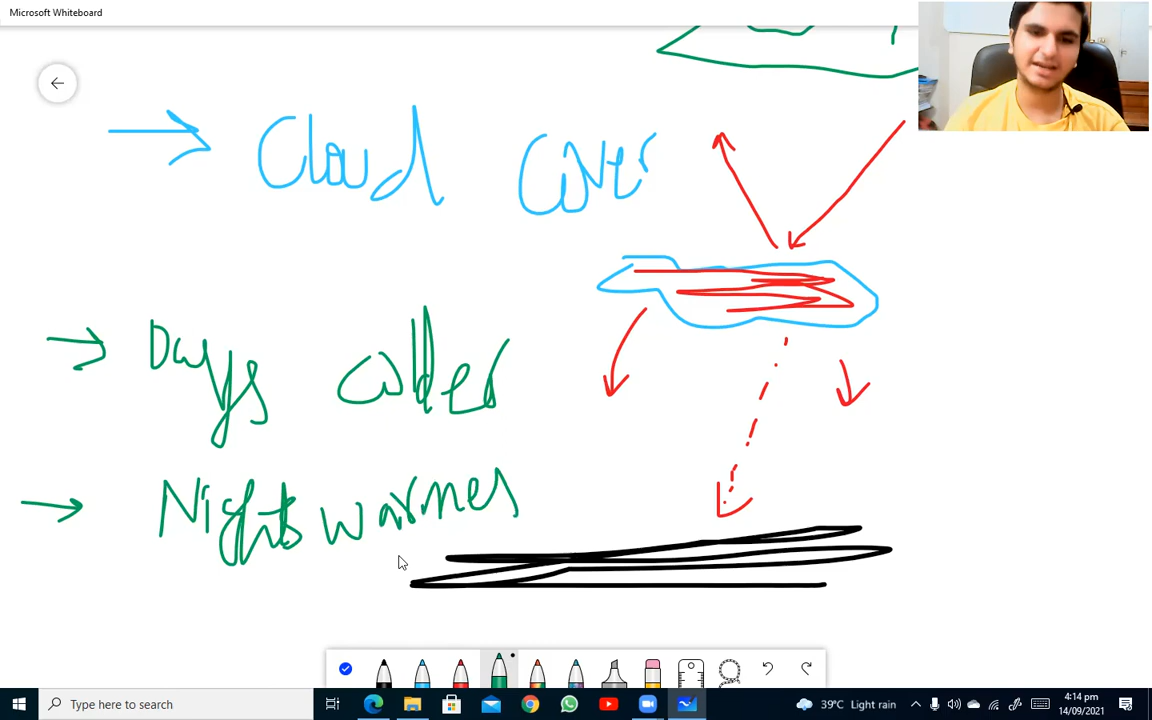 Microsoft Whiteboard
Cloud Cover
Days colder
Nights warmer
Type here to search
39°C Light rain
4:14 pm
14/09/2021